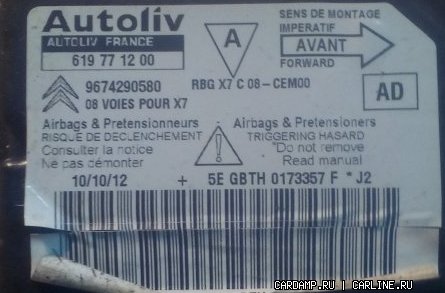 Autoliv
AUTOLIV FRANCE
619 77 12 00
A
SENS DE MONTAGE
IMPERATIF
AVANT
FORWARD
9674290580
08 VOIES POUR X7
RBG X7 C 08-CEM00
AD
Airbags & Pretensionneurs
RISQUE DE DECLENCHEMENT
Consulter la notice
Ne pas démonter
Airbags & Pretensioners
TRIGGERING HASARD
"Do not remove
Read manual
10/10/12 + 5E GBTH 0173357 F *J2
CARDAMP.RU | CARLINE.RU